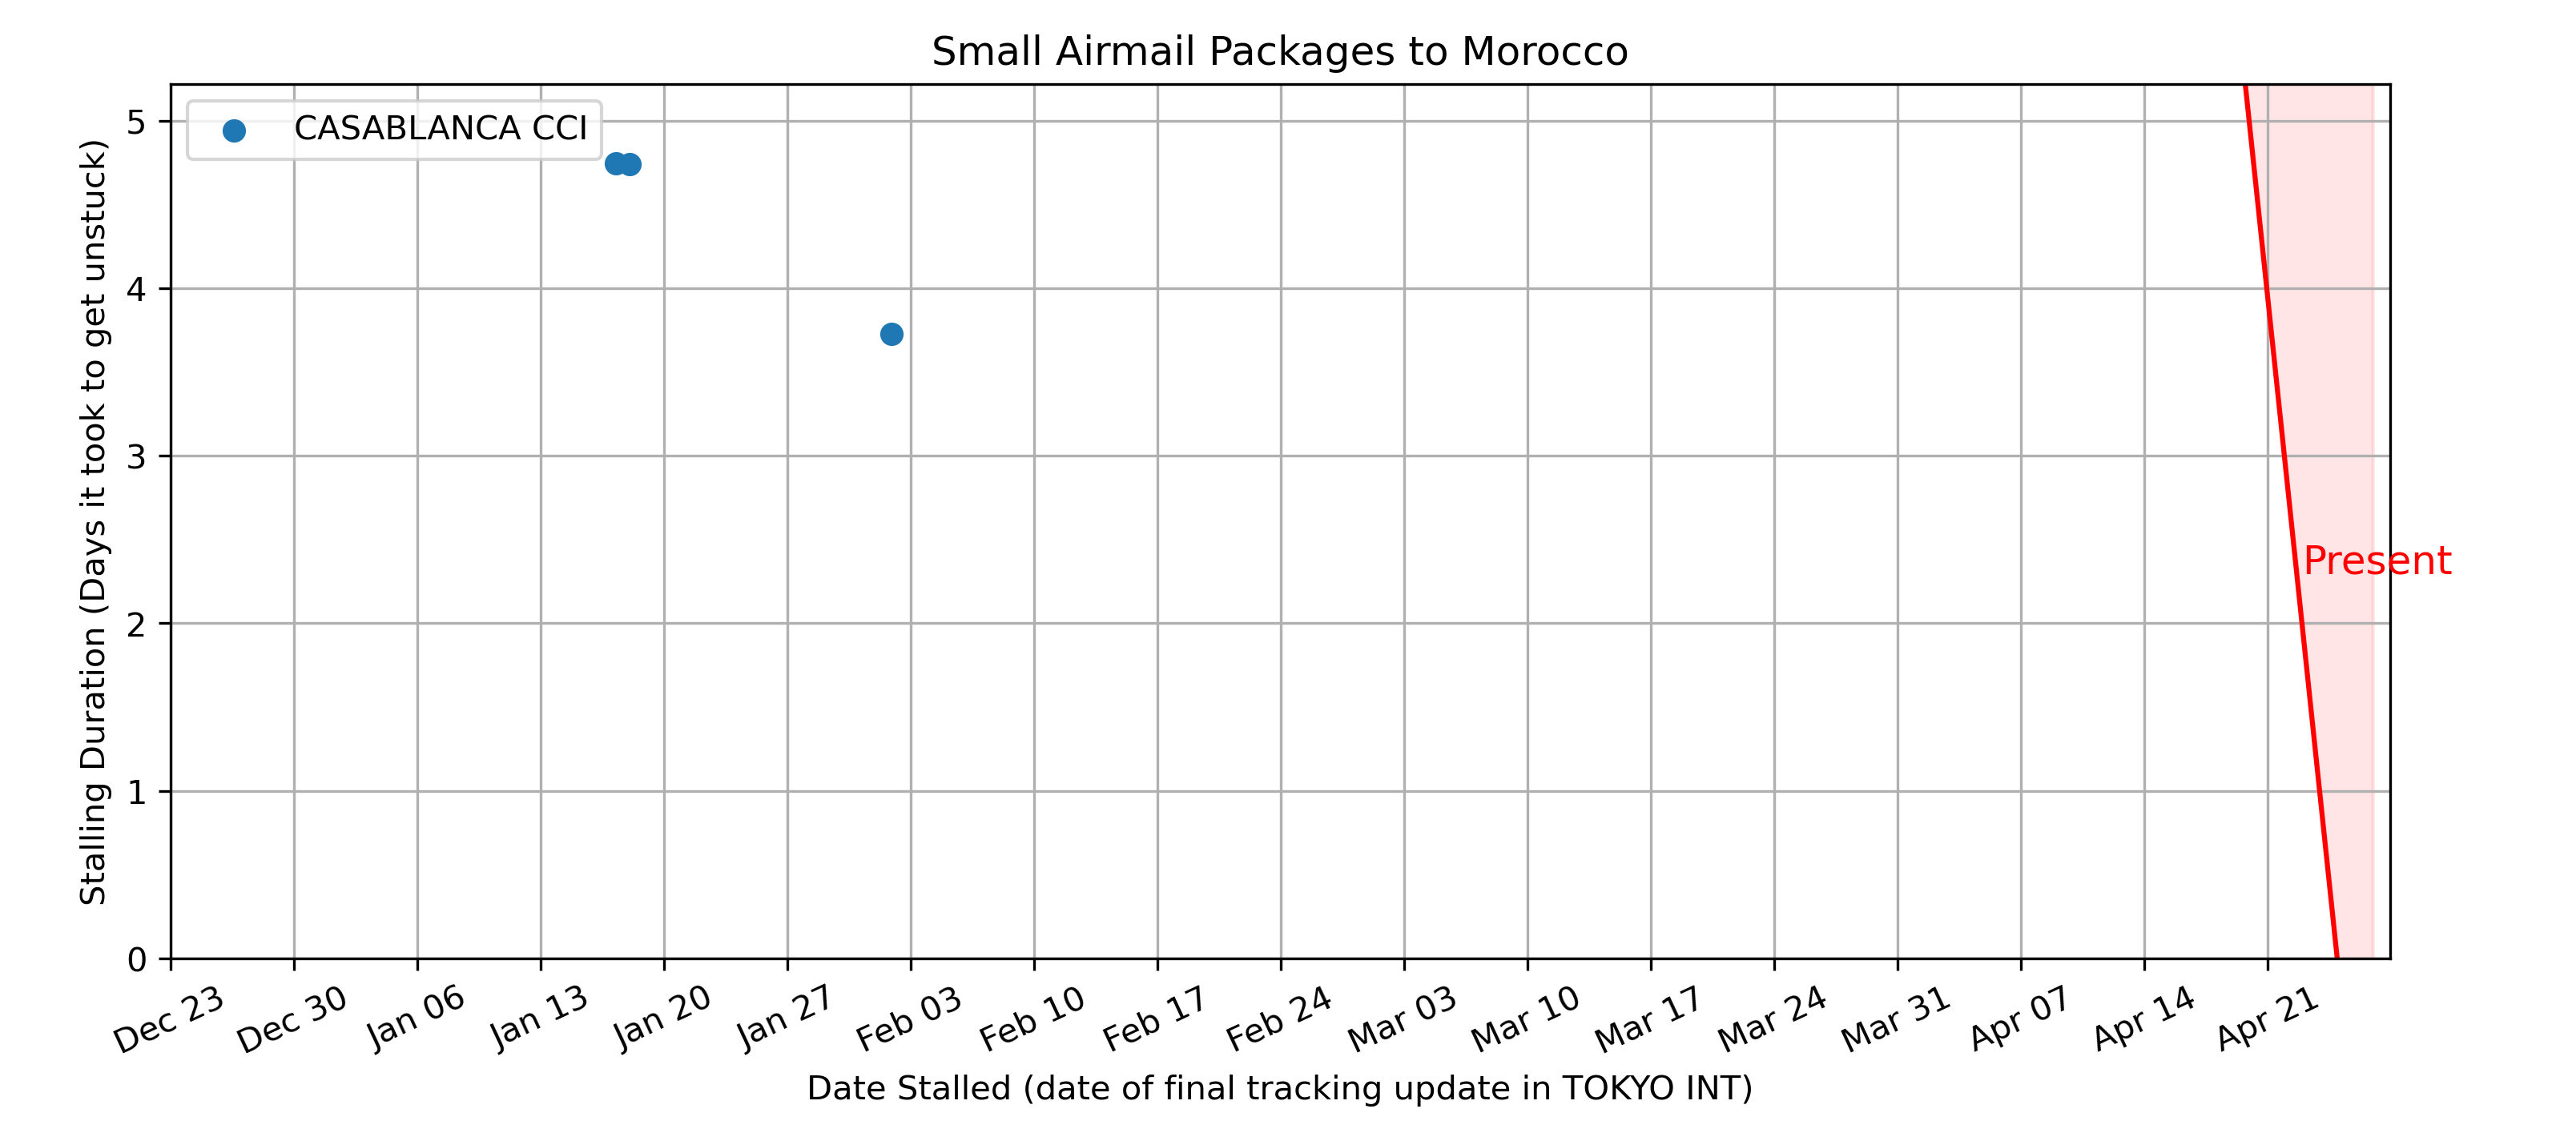 Small Airmail Packages to Morocco
CASABLANCA CCI
Stalling Duration (Days it took to get unstuck)
5
4
3
2
1
0
Present
Dec 23
Dec 30
Jan 06
Jan 13
Jan 20
Jan 27
Feb 03
Feb 10
Feb 17
Feb 24
Mar 03
Mar 10
Mar 17
Mar 24
Mar 31
Apr 07
Apr 14
Apr 21
Date Stalled (date of final tracking update in TOKYO INT)